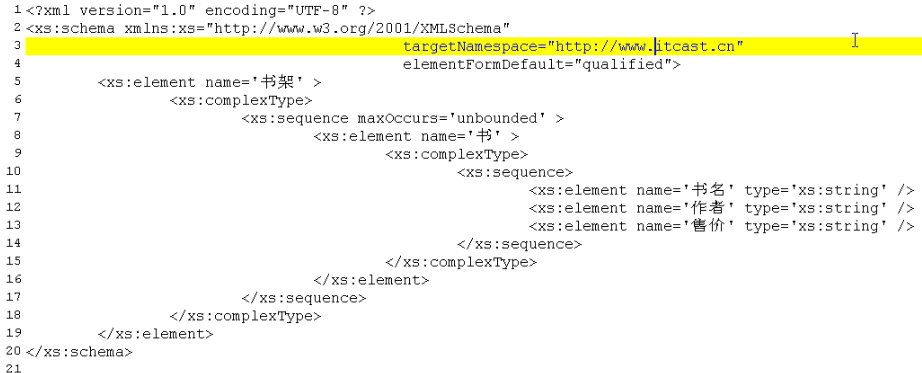 1 <?xml version="1.0" encoding="UTF-8" ?>
2 <xs:schema xmlns:xs="http://www.w3.org/2001/XMLSchema"
3 targetNamespace="http://www.itcast.cn"
4 elementFormDefault="qualified">
5 <xs:element name='书架' >
6 <xs:complexType>
7 <xs:sequence maxOccurs='unbounded' >
8 <xs:element name='书' >
9 <xs:complexType>
10 <xs:sequence>
11 <xs:element name='书名' type='xs:string' />
12 <xs:element name='作者' type='xs:string' />
13 <xs:element name='售价' type='xs:string' />
14 </xs:sequence>
15 </xs:complexType>
16 </xs:element>
17 </xs:sequence>
18 </xs:complexType>
19 </xs:element>
20 </xs:schema>
21